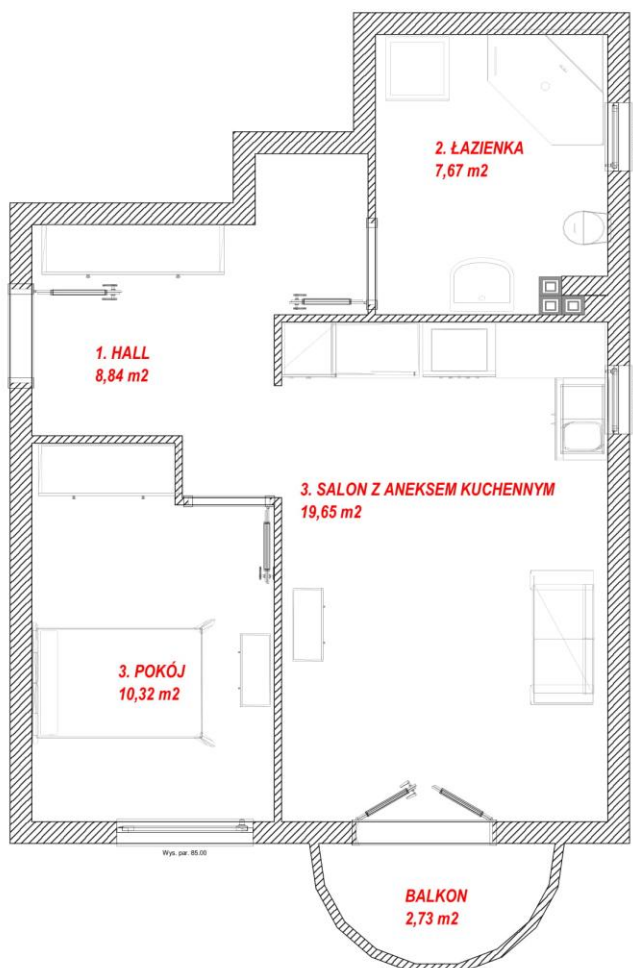 2. ŁAZIENKA
7,67 m2
1. HALL
8,84 m2
3. SALON Z ANEKSEM KUCHENNYM
19,65 m2
3. POKÓJ
10,32 m2
Wys. par. 85.00
BALKON
2,73 m2